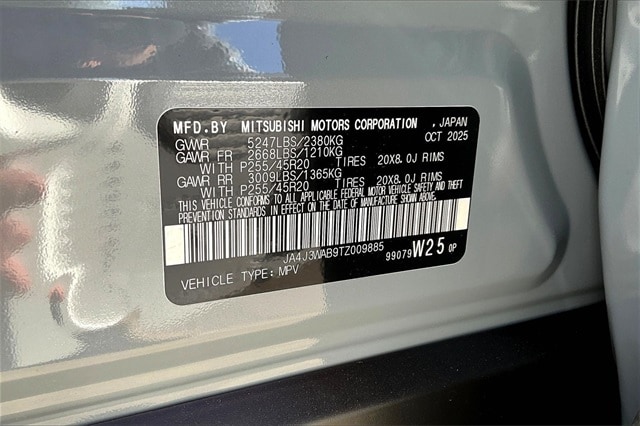 MFD.BY MITSUBISHI MOTORS CORPORATION , JAPAN
GVWR 5247LBS/2380KG OCT 2025
GAWR FR 2668LBS/1210KG
WITH P255/45R20 TIRES 20X8.0J RIMS
GAWR RR 3009LBS/1365KG
WITH P255/45R20 TIRES 20X8.0J RIMS
THIS VEHICLE CONFORMS TO ALL APPLICABLE FEDERAL MOTOR VEHICLE SAFETY AND THEFT
PREVENTION STANDARDS IN EFFECT ON THE DATE OF MANUFACTURE SHOWN ABOVE.
JA4J3WAB9TZ009885
99079 W25 0P
VEHICLE TYPE: MPV